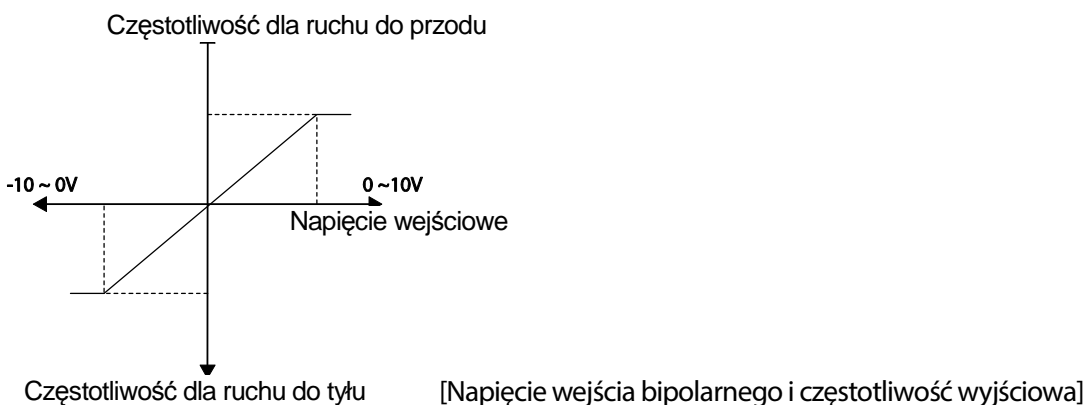 Częstotliwość dla ruchu do przodu
-10 ~ 0V
0 ~10V
Napięcie wejściowe
Częstotliwość dla ruchu do tyłu
[Napięcie wejścia bipolarnego i częstotliwość wyjściowa]